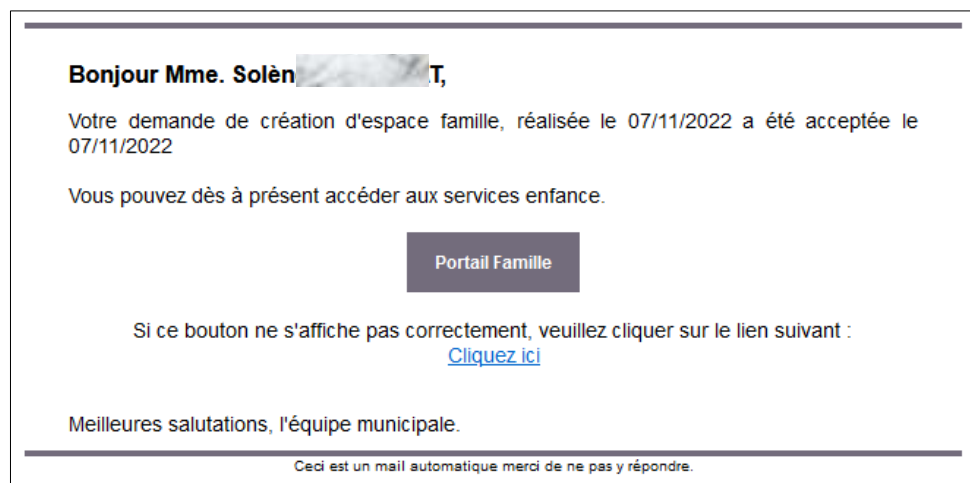 Bonjour Mme.
Votre demande de création d'espace famille, réalisée le 07/11/2022 a été acceptée le
07/11/2022
Vous pouvez dès à présent accéder aux services enfance.
Portail Famille
Si ce bouton ne s'affiche pas correctement, veuillez cliquer sur le lien suivant :
Cliquez ici
Meilleures salutations, l'équipe municipale.
Ceci est un mail automatique merci de ne pas y répondre.